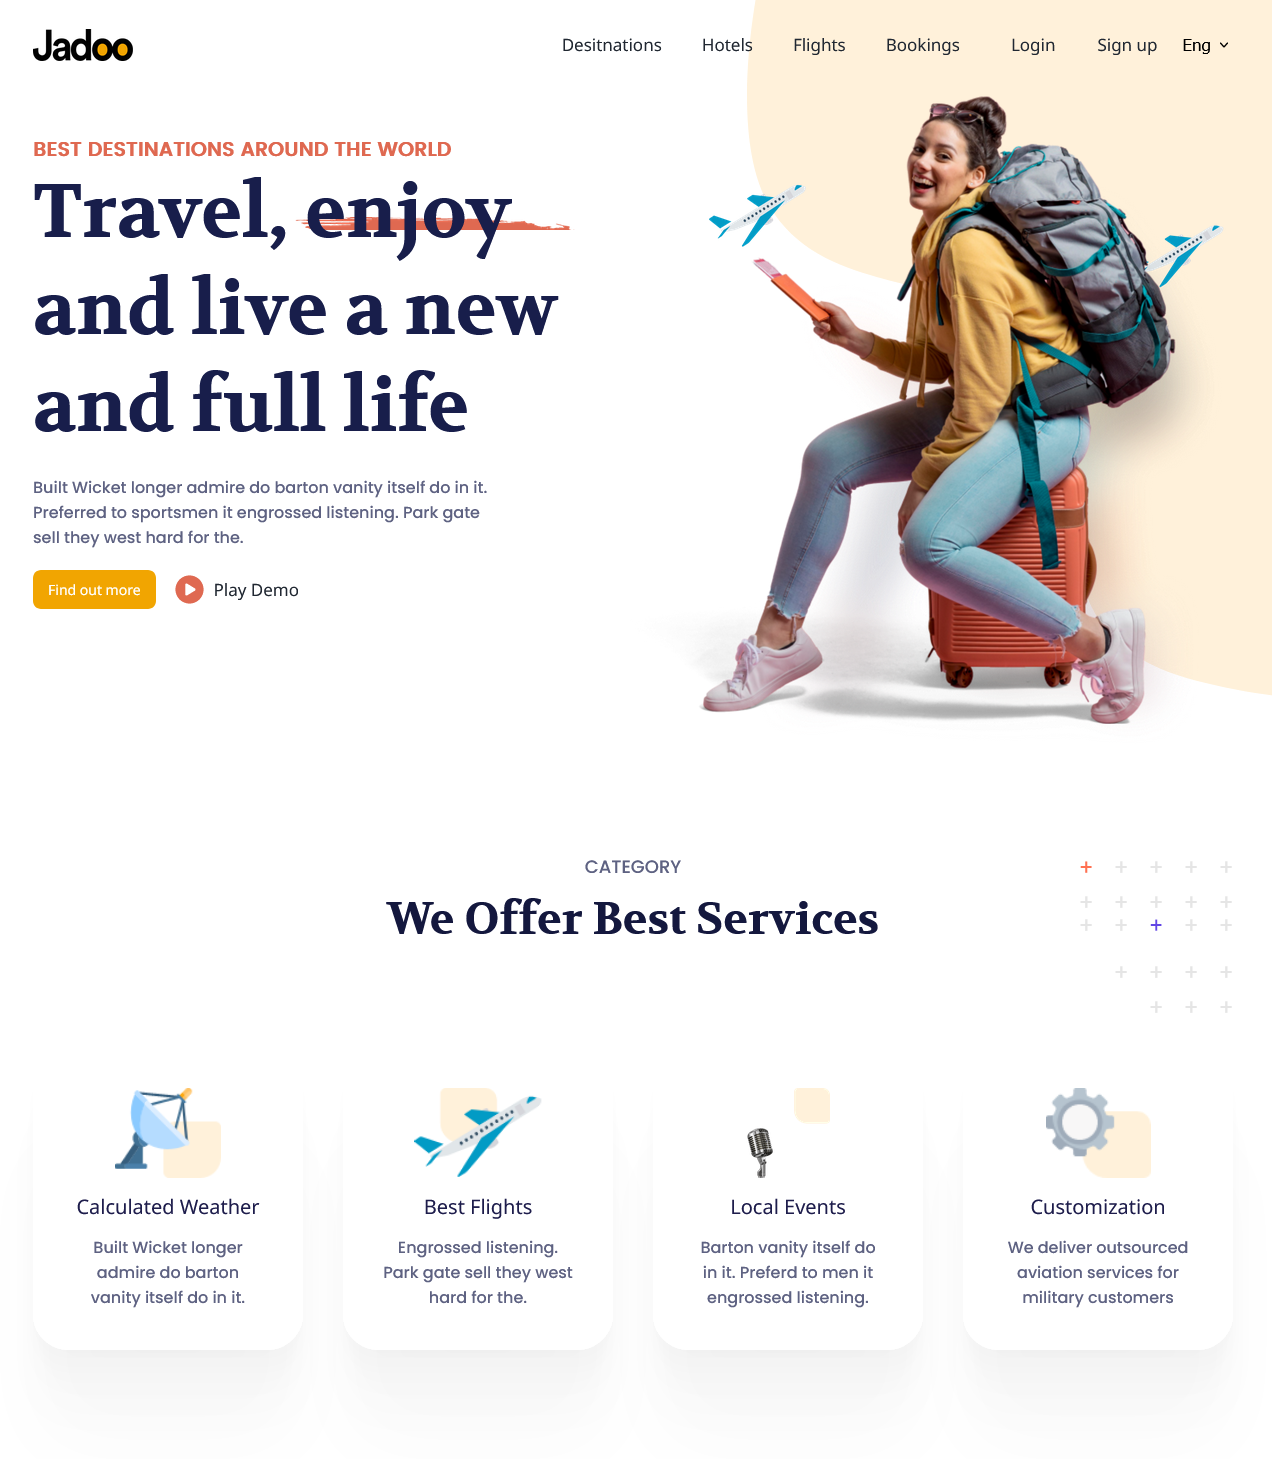 Jadoo
Desitnations Hotels Flights Bookings Login Sign up Eng
BEST DESTINATIONS AROUND THE WORLD
Travel, enjoy
and live a new
and full life
Built Wicket longer admire do barton vanity itself do in it.
Preferred to sportsmen it engrossed listening. Park gate
sell they west hard for the.
Find out more Play Demo
CATEGORY
We Offer Best Services
Calculated Weather
Built Wicket longer
admire do barton
vanity itself do in it.
Best Flights
Engrossed listening.
Park gate sell they west
hard for the.
Local Events
Barton vanity itself do
in it. Preferd to men it
engrossed listening.
Customization
We deliver outsourced
aviation services for
military customers